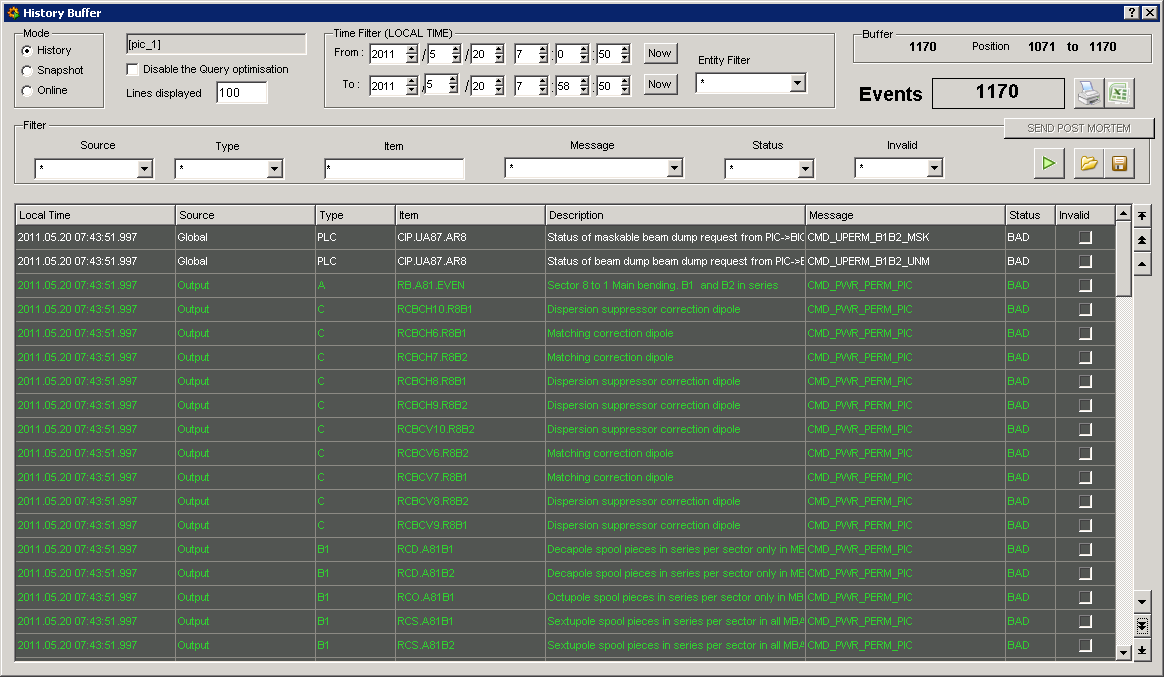 History Buffer
Mode
History
Snapshot
Online
[pic_1]
Disable the Query optimisation
Lines displayed 100
Time Filter (LOCAL TIME)
From : 2011 / 5 / 20 7 : 0 : 50 Now
To : 2011 / 5 / 20 7 : 58 : 50 Now
Entity Filter
*
Buffer
1170 Position 1071 to 1170
Events 1170
SEND POST MORTEM
Filter
Source Type Item Message Status Invalid
* * * * * *
Local Time Source Type Item Description Message Status Invalid
2011.05.20 07:43:51.997 Global PLC CIP.UA87.AR8 Status of maskable beam dump request from PIC->BIC CMD_UPERM_B1B2_MSK BAD
2011.05.20 07:43:51.997 Global PLC CIP.UA87.AR8 Status of beam dump beam dump request from PIC-> CMD_UPERM_B1B2_UNM BAD
2011.05.20 07:43:51.997 Output A RB.A81.EVEN Sector 8 to 1 Main bending. B1 and B2 in series CMD_PWR_PERM_PIC BAD
2011.05.20 07:43:51.997 Output C RCBCH10.R8B1 Dispersion suppressor correction dipole CMD_PWR_PERM_PIC BAD
2011.05.20 07:43:51.997 Output C RCBCH6.R8B1 Matching correction dipole CMD_PWR_PERM_PIC BAD
2011.05.20 07:43:51.997 Output C RCBCH7.R8B2 Matching correction dipole CMD_PWR_PERM_PIC BAD
2011.05.20 07:43:51.997 Output C RCBCH8.R8B1 Dispersion suppressor correction dipole CMD_PWR_PERM_PIC BAD
2011.05.20 07:43:51.997 Output C RCBCH9.R8B2 Dispersion suppressor correction dipole CMD_PWR_PERM_PIC BAD
2011.05.20 07:43:51.997 Output C RCBCV10.R8B2 Dispersion suppressor correction dipole CMD_PWR_PERM_PIC BAD
2011.05.20 07:43:51.997 Output C RCBCV6.R8B2 Matching correction dipole CMD_PWR_PERM_PIC BAD
2011.05.20 07:43:51.997 Output C RCBCV7.R8B1 Matching correction dipole CMD_PWR_PERM_PIC BAD
2011.05.20 07:43:51.997 Output C RCBCV8.R8B2 Dispersion suppressor correction dipole CMD_PWR_PERM_PIC BAD
2011.05.20 07:43:51.997 Output C RCBCV9.R8B1 Dispersion suppressor correction dipole CMD_PWR_PERM_PIC BAD
2011.05.20 07:43:51.997 Output B1 RCD.A81B1 Decapole spool pieces in series per sector only in MB CMD_PWR_PERM_PIC BAD
2011.05.20 07:43:51.997 Output B1 RCD.A81B2 Decapole spool pieces in series per sector only in MB CMD_PWR_PERM_PIC BAD
2011.05.20 07:43:51.997 Output B1 RCO.A81B1 Octupole spool pieces in series per sector only in MB CMD_PWR_PERM_PIC BAD
2011.05.20 07:43:51.997 Output B1 RCS.A81B1 Sextupole spool pieces in series per sector in all MBA CMD_PWR_PERM_PIC BAD
2011.05.20 07:43:51.997 Output B1 RCS.A81B2 Sextupole spool pieces in series per sector in all MBA CMD_PWR_PERM_PIC BAD